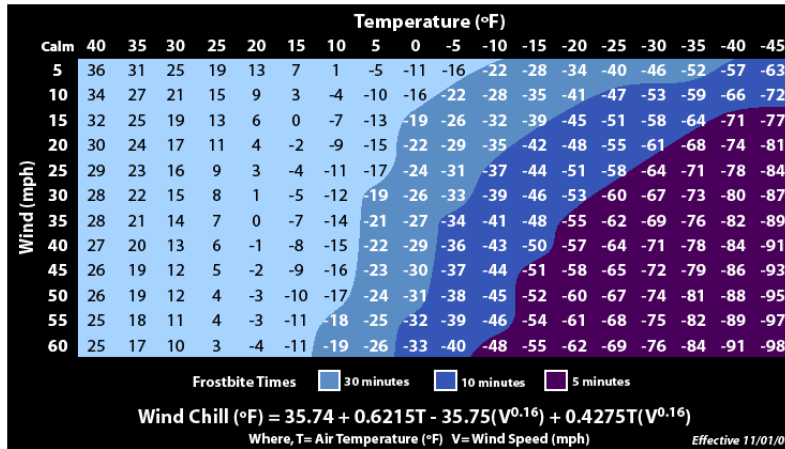 Temperature (ºF)
Calm 40 35 30 25 20 15 10 5 0 -5 -10 -15 -20 -25 -30 -35 -40 -45
5 36 31 25 19 13 7 1 -5 -11 -16 -22 -28 -34 -40 -46 -52 -57 -63
10 34 27 21 15 9 3 -4 -10 -16 -22 -28 -35 -41 -47 -53 -59 -66 -72
15 32 25 19 13 6 0 -7 -13 -19 -26 -32 -39 -45 -51 -58 -64 -71 -77
20 30 24 17 11 4 -2 -9 -15 -22 -29 -35 -42 -48 -55 -61 -68 -74 -81
25 29 23 16 9 3 -4 -11 -17 -24 -31 -37 -44 -51 -58 -64 -71 -78 -84
30 28 22 15 8 1 -5 -12 -19 -26 -33 -39 -46 -53 -60 -67 -73 -80 -87
35 28 21 14 7 0 -7 -14 -21 -27 -34 -41 -48 -55 -62 -69 -76 -82 -89
40 27 20 13 6 -1 -8 -15 -22 -29 -36 -43 -50 -57 -64 -71 -78 -84 -91
45 26 19 12 5 -2 -9 -16 -23 -30 -37 -44 -51 -58 -65 -72 -79 -86 -93
50 26 19 12 4 -3 -10 -17 -24 -31 -38 -45 -52 -60 -67 -74 -81 -88 -95
55 25 18 11 4 -3 -11 -18 -25 -32 -39 -46 -54 -61 -68 -75 -82 -89 -97
60 25 17 10 3 -4 -11 -19 -26 -33 -40 -48 -55 -62 -69 -76 -84 -91 -98
Wind (mph)
Frostbite Times 30 minutes 10 minutes 5 minutes
Wind Chill (ºF) = 35.74 + 0.6215T - 35.75(V^0.16) + 0.4275T(V^0.16)
Where, T= Air Temperature (ºF) V= Wind Speed (mph) Effective 11/01/0